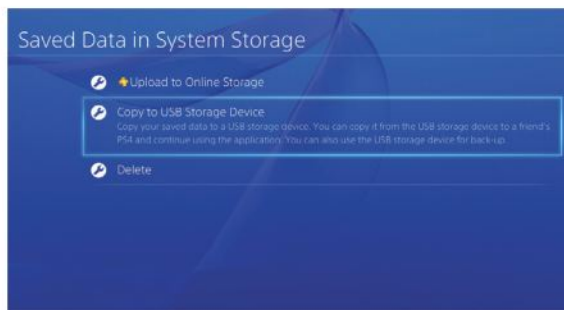 Saved Data in System Storage
Upload to Online Storage
Copy to USB Storage Device
Copy your saved data to a USB storage device. You can copy it from the USB storage device to a friend's
PS4 and continue using the application. You can also use the USB storage device for back-up.
Delete